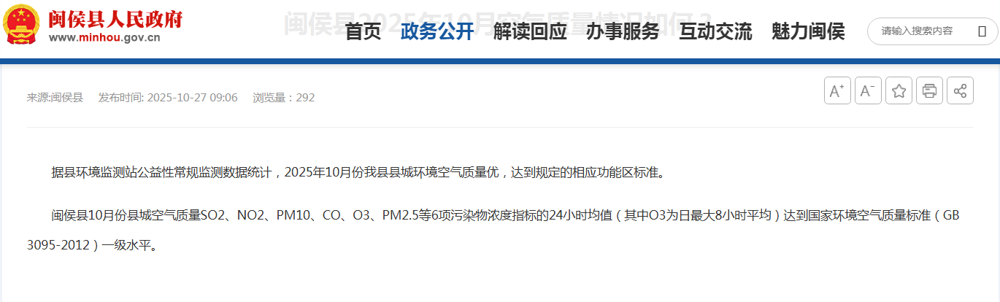 闽侯县人民政府
www.minhou.gov.cn
闽侯县2025年10月空气质量情况如何？
首页 政务公开 解读回应 办事服务 互动交流 魅力闽侯
请输入搜索内容
来源:闽侯县 发布时间: 2025-10-27 09:06 浏览量：292
A+ A-
据县环境监测站公益性常规监测数据统计，2025年10月份我县县城环境空气质量优，达到规定的相应功能区标准。
闽侯县10月份县城空气质量SO2、NO2、PM10、CO、O3、PM2.5等6项污染物浓度指标的24小时均值（其中O3为日最大8小时平均）达到国家环境空气质量标准（GB
3095-2012）一级水平。